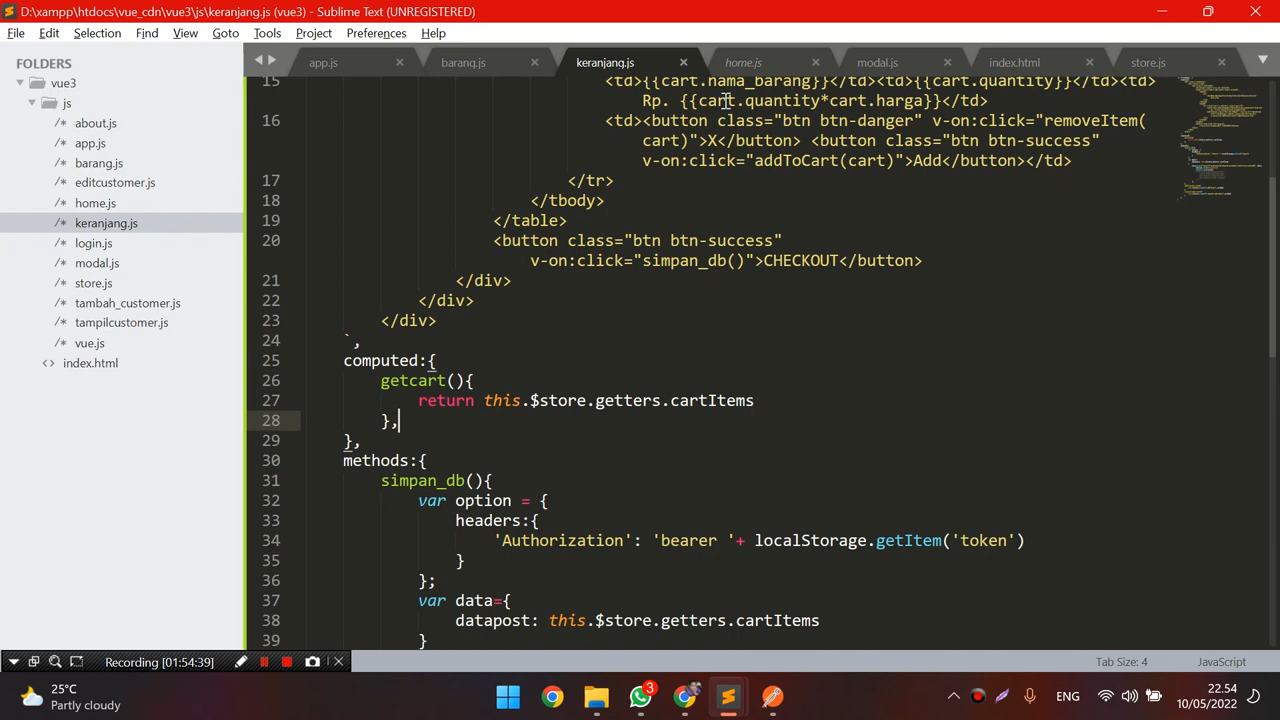 D:\xampp\htdocs\vue_cdn\vue3\js\keranjang.js (vue3) - Sublime Text (UNREGISTERED)
File Edit Selection Find View Goto Tools Project Preferences Help
FOLDERS
vue3
js
/* about.js
/* app.js
/* barang.js
/* editcustomer.js
/* home.js
/* keranjang.js
/* login.js
/* modal.js
/* store.js
/* tambah_customer.js
/* tampilcustomer.js
/* vue.js
<> index.html
app.js × barang.js × keranjang.js × home.js × modal.js × index.html × store.js ×
15 <td>{{cart.nama_barang}}</td><td>{{cart.quantity}}</td><td>
Rp. {{cart.quantity*cart.harga}}</td>
16 <td><button class="btn btn-danger" v-on:click="removeItem(
cart)">X</button> <button class="btn btn-success"
v-on:click="addToCart(cart)">Add</button></td>
17 </tr>
18 </tbody>
19 </table>
20 <button class="btn btn-success"
v-on:click="simpan_db()">CHECKOUT</button>
21 </div>
22 </div>
23 </div>
24 `,
25 computed:{
26 getcart(){
27 return this.$store.getters.cartItems
28 },
29 },
30 methods:{
31 simpan_db(){
32 var option = {
33 headers:{
34 'Authorization': 'bearer '+ localStorage.getItem('token')
35 }
36 };
37 var data={
38 datapost: this.$store.getters.cartItems
39 }
Recording [01:54:39]
Tab Size: 4 JavaScript
25°C
Partly cloudy
3
ENG
22.54
10/05/2022